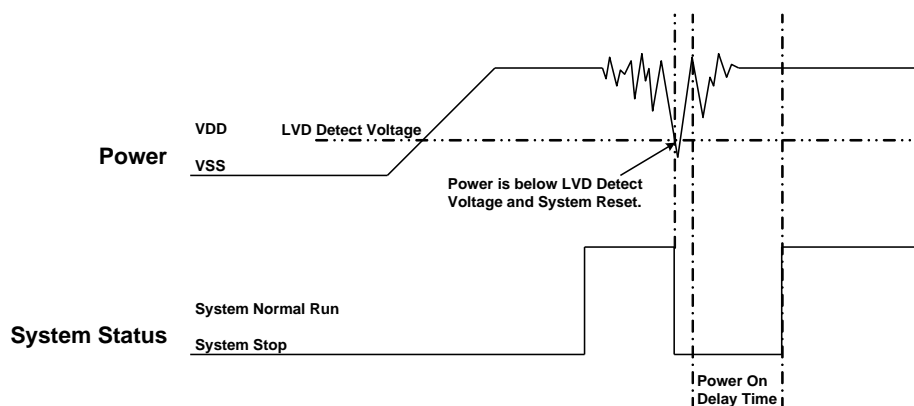 VDD
LVD Detect Voltage
Power
VSS
Power is below LVD Detect
Voltage and System Reset.
System Normal Run
System Status
System Stop
Power On
Delay Time